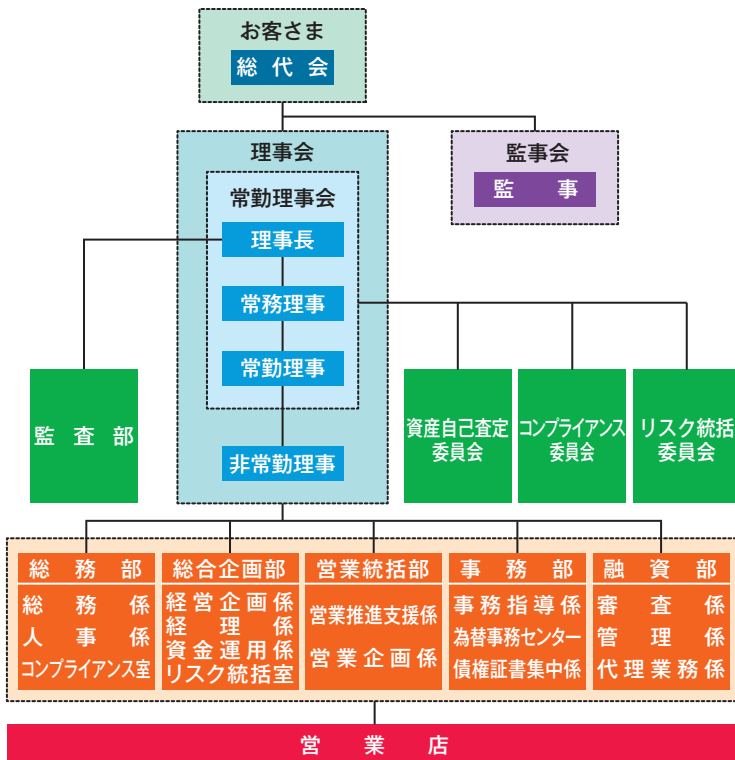 お客さま
総代会
理事会
常勤理事会
理事長
常務理事
常勤理事
非常勤理事
監事会
監事
監査部
資産自己査定
委員会
コンプライアンス
委員会
リスク統括
委員会
総務部
総務係
人事係
コンプライアンス室
総合企画部
経営企画係
経理係
資金運用係
リスク統括室
営業統括部
営業推進支援係
営業企画係
事務部
事務指導係
為替事務センター
債権証書集中係
融資部
審査係
管理係
代理業務係
営業店